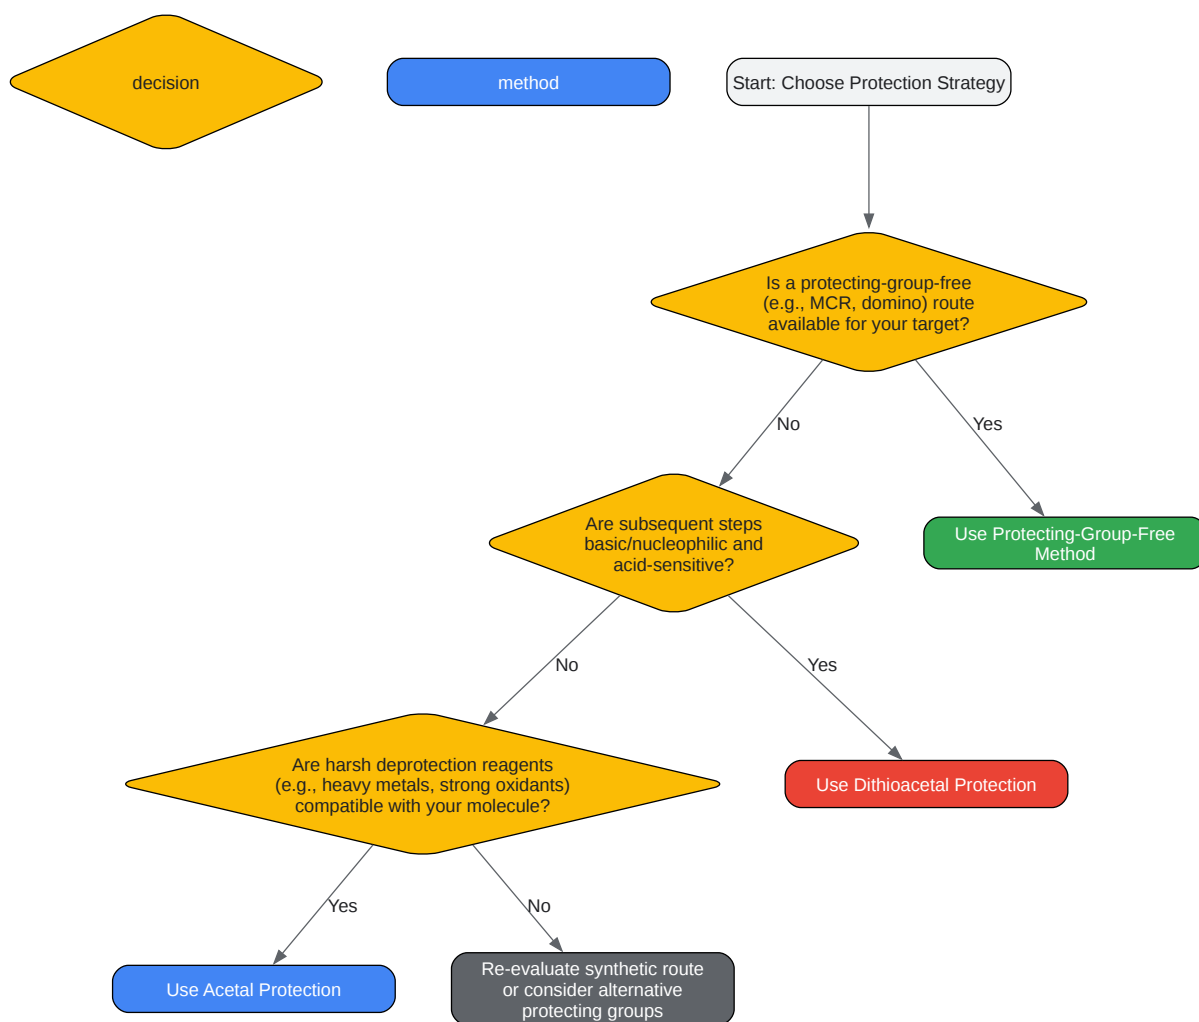 decision
method
Start: Choose Protection Strategy
Is a protecting-group-free
(e.g., MCR, domino) route
available for your target?
No
Yes
Are subsequent steps
basic/nucleophilic and
acid-sensitive?
Use Protecting-Group-Free
Method
No
Yes
Are harsh deprotection reagents
(e.g., heavy metals, strong oxidants)
compatible with your molecule?
Use Dithioacetal Protection
Yes
No
Use Acetal Protection
Re-evaluate synthetic route
or consider alternative
protecting groups